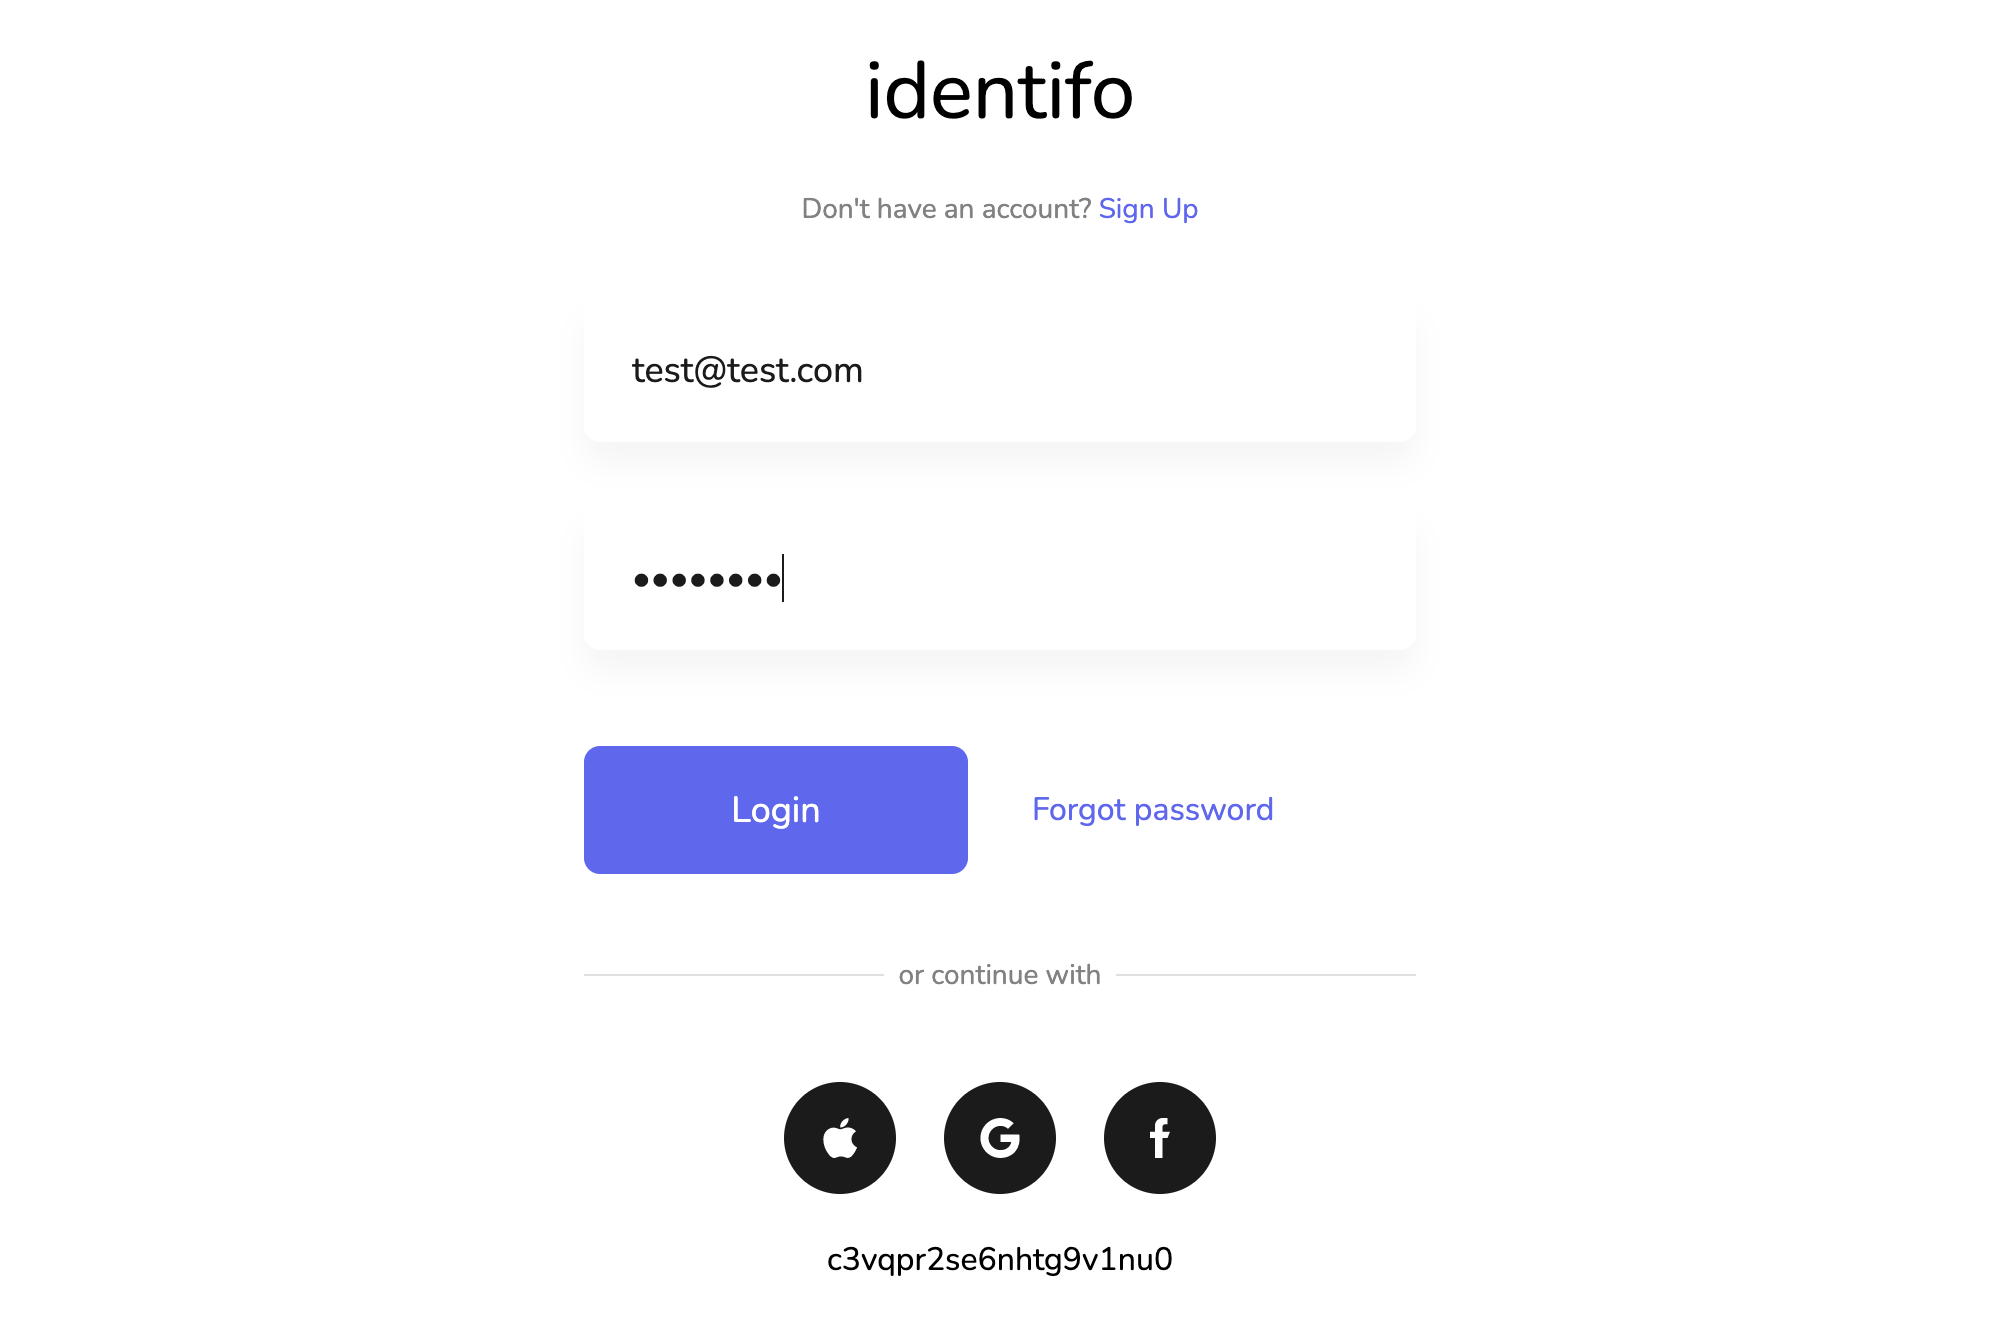 identifo
Don't have an account? Sign Up
test@test.com
••••••••
Login
Forgot password
or continue with
c3vqpr2se6nhtg9v1nu0